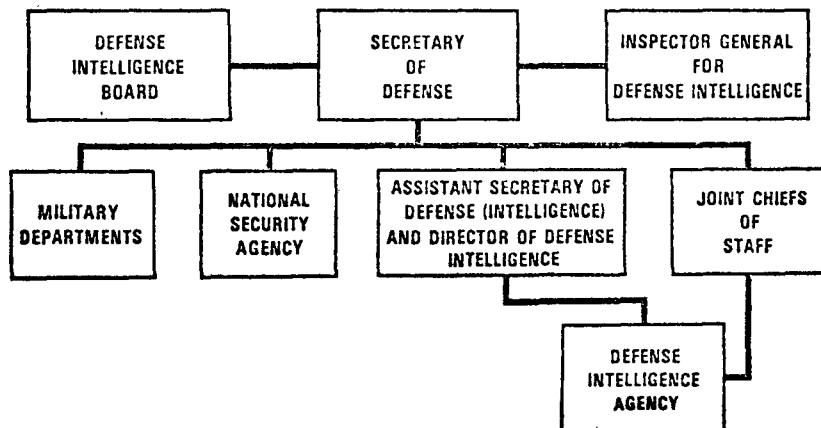 DEFENSE
INTELLIGENCE
BOARD
SECRETARY
OF
DEFENSE
INSPECTOR GENERAL
FOR
DEFENSE INTELLIGENCE
MILITARY
DEPARTMENTS
NATIONAL
SECURITY
AGENCY
ASSISTANT SECRETARY OF
DEFENSE (INTELLIGENCE)
AND DIRECTOR OF DEFENSE
INTELLIGENCE
JOINT CHIEFS
OF
STAFF
DEFENSE
INTELLIGENCE
AGENCY